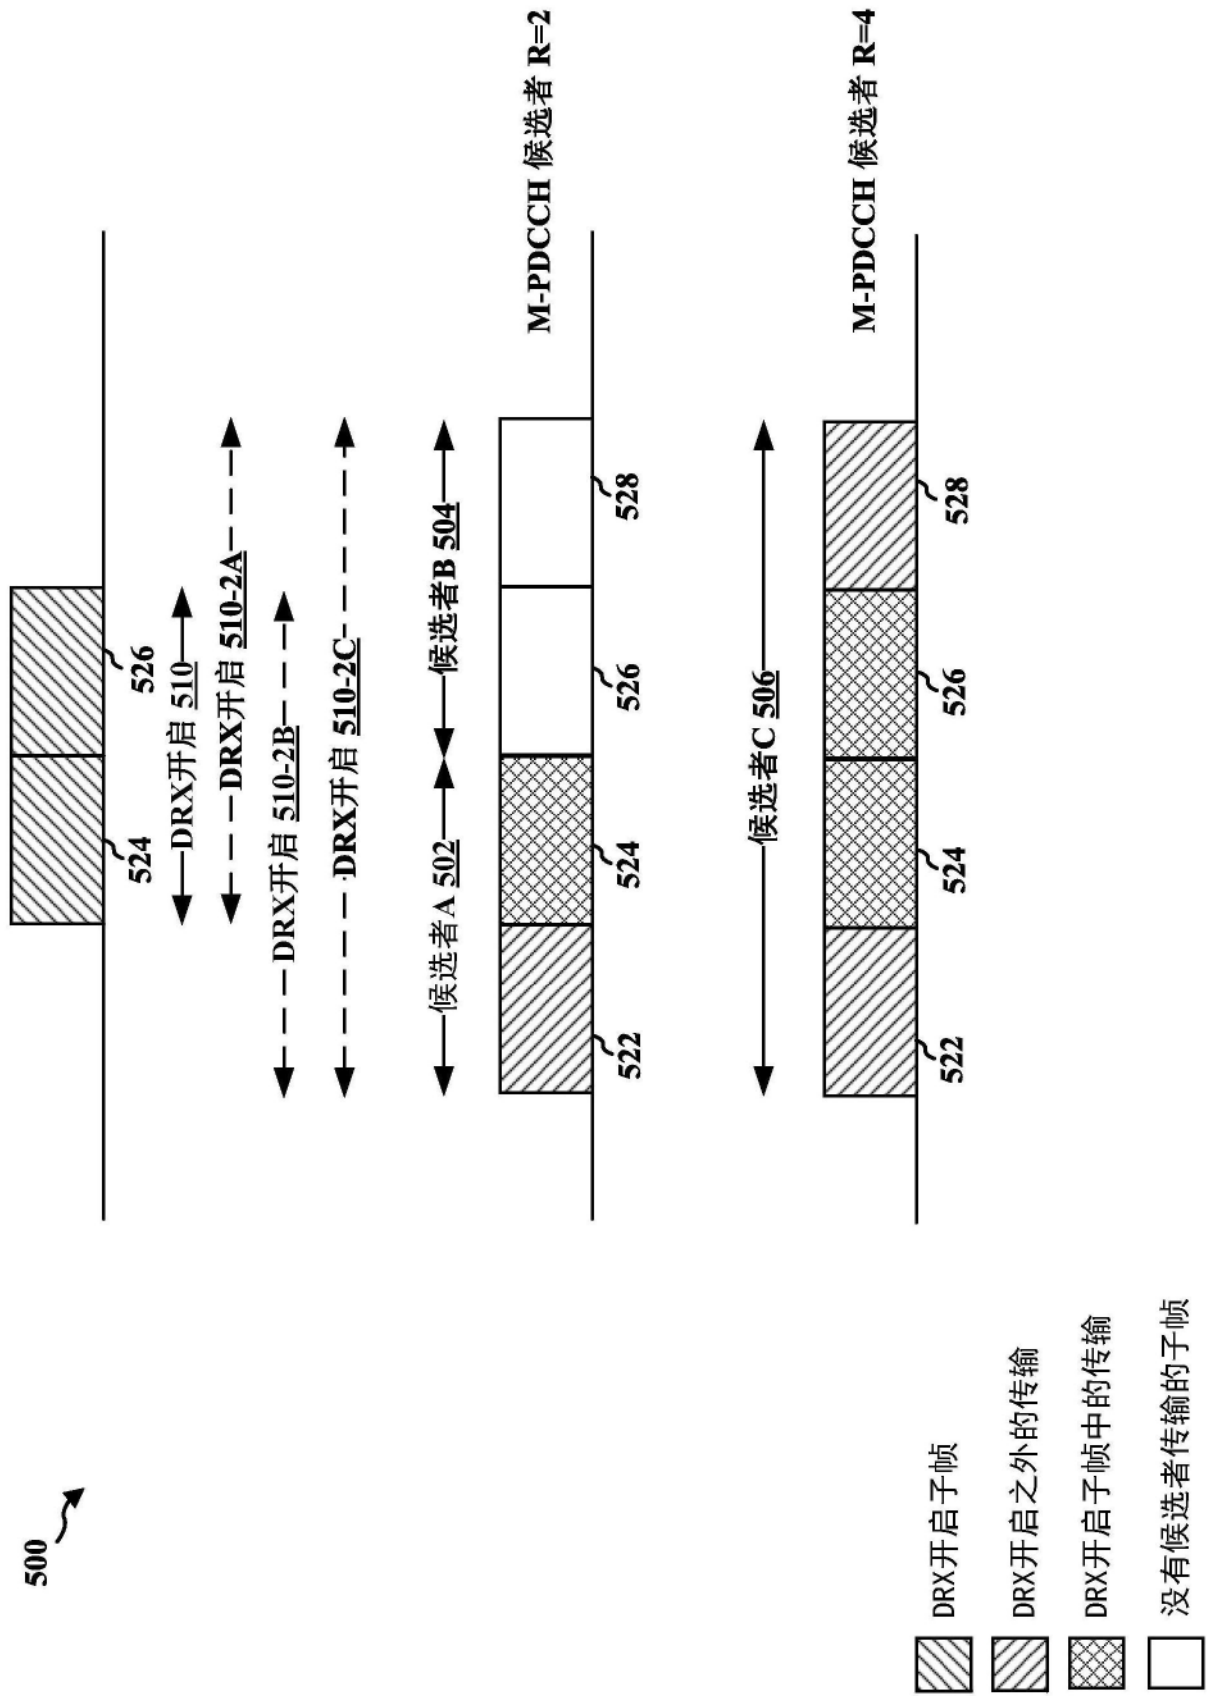 500
524
526
DRX开启 510
DRX开启 510-2A
DRX开启 510-2B
DRX开启 510-2C
候选者A 502
候选者B 504
M-PDCCH 候选者 R=2
522
524
526
528
候选者C 506
M-PDCCH 候选者 R=4
522
524
526
528
DRX开启子帧
DRX开启之外的传输
DRX开启子帧中的传输
没有候选者传输的子帧